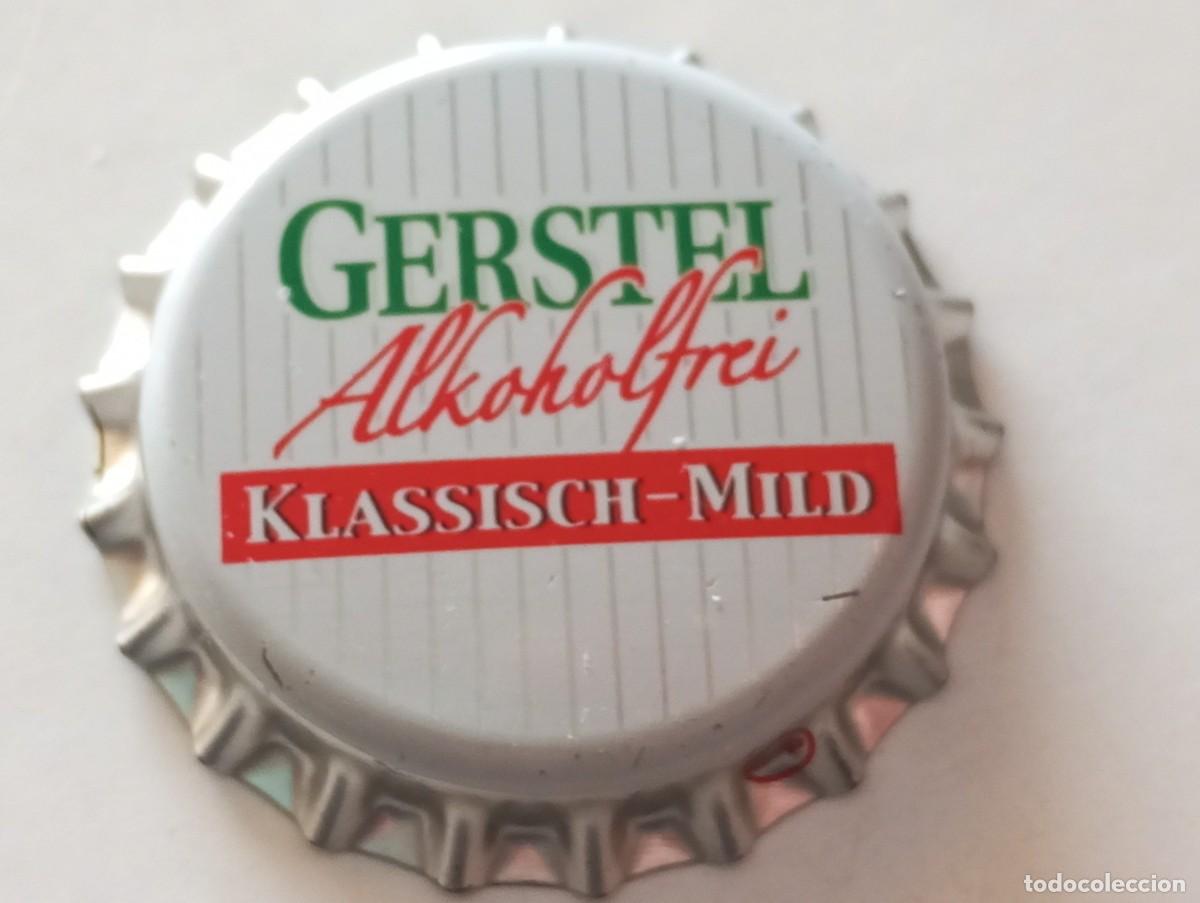 GERSTEL
Alkoholfrei
KLASSISCH-MILD
todocoleccion